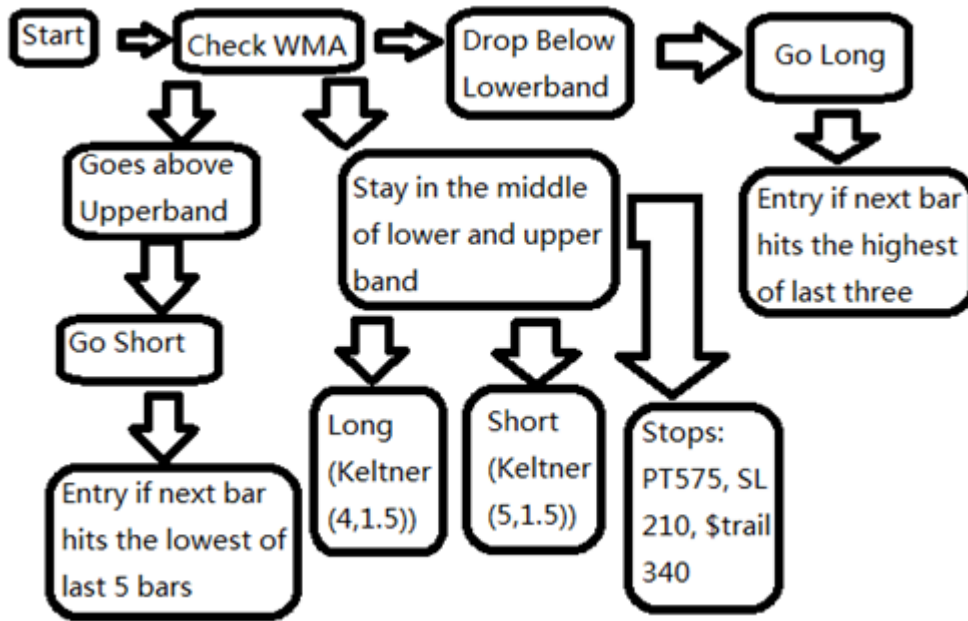 Start
Check WMA
Drop Below
Lowerband
Go Long
Goes above
Upperband
Stay in the middle
of lower and upper
band
Entry if next bar
hits the highest
of last three
Go Short
Long
(Keltner
(4,1.5))
Short
(Keltner
(5,1.5))
Stops:
PT575, SL
210, $trail
340
Entry if next bar
hits the lowest of
last 5 bars